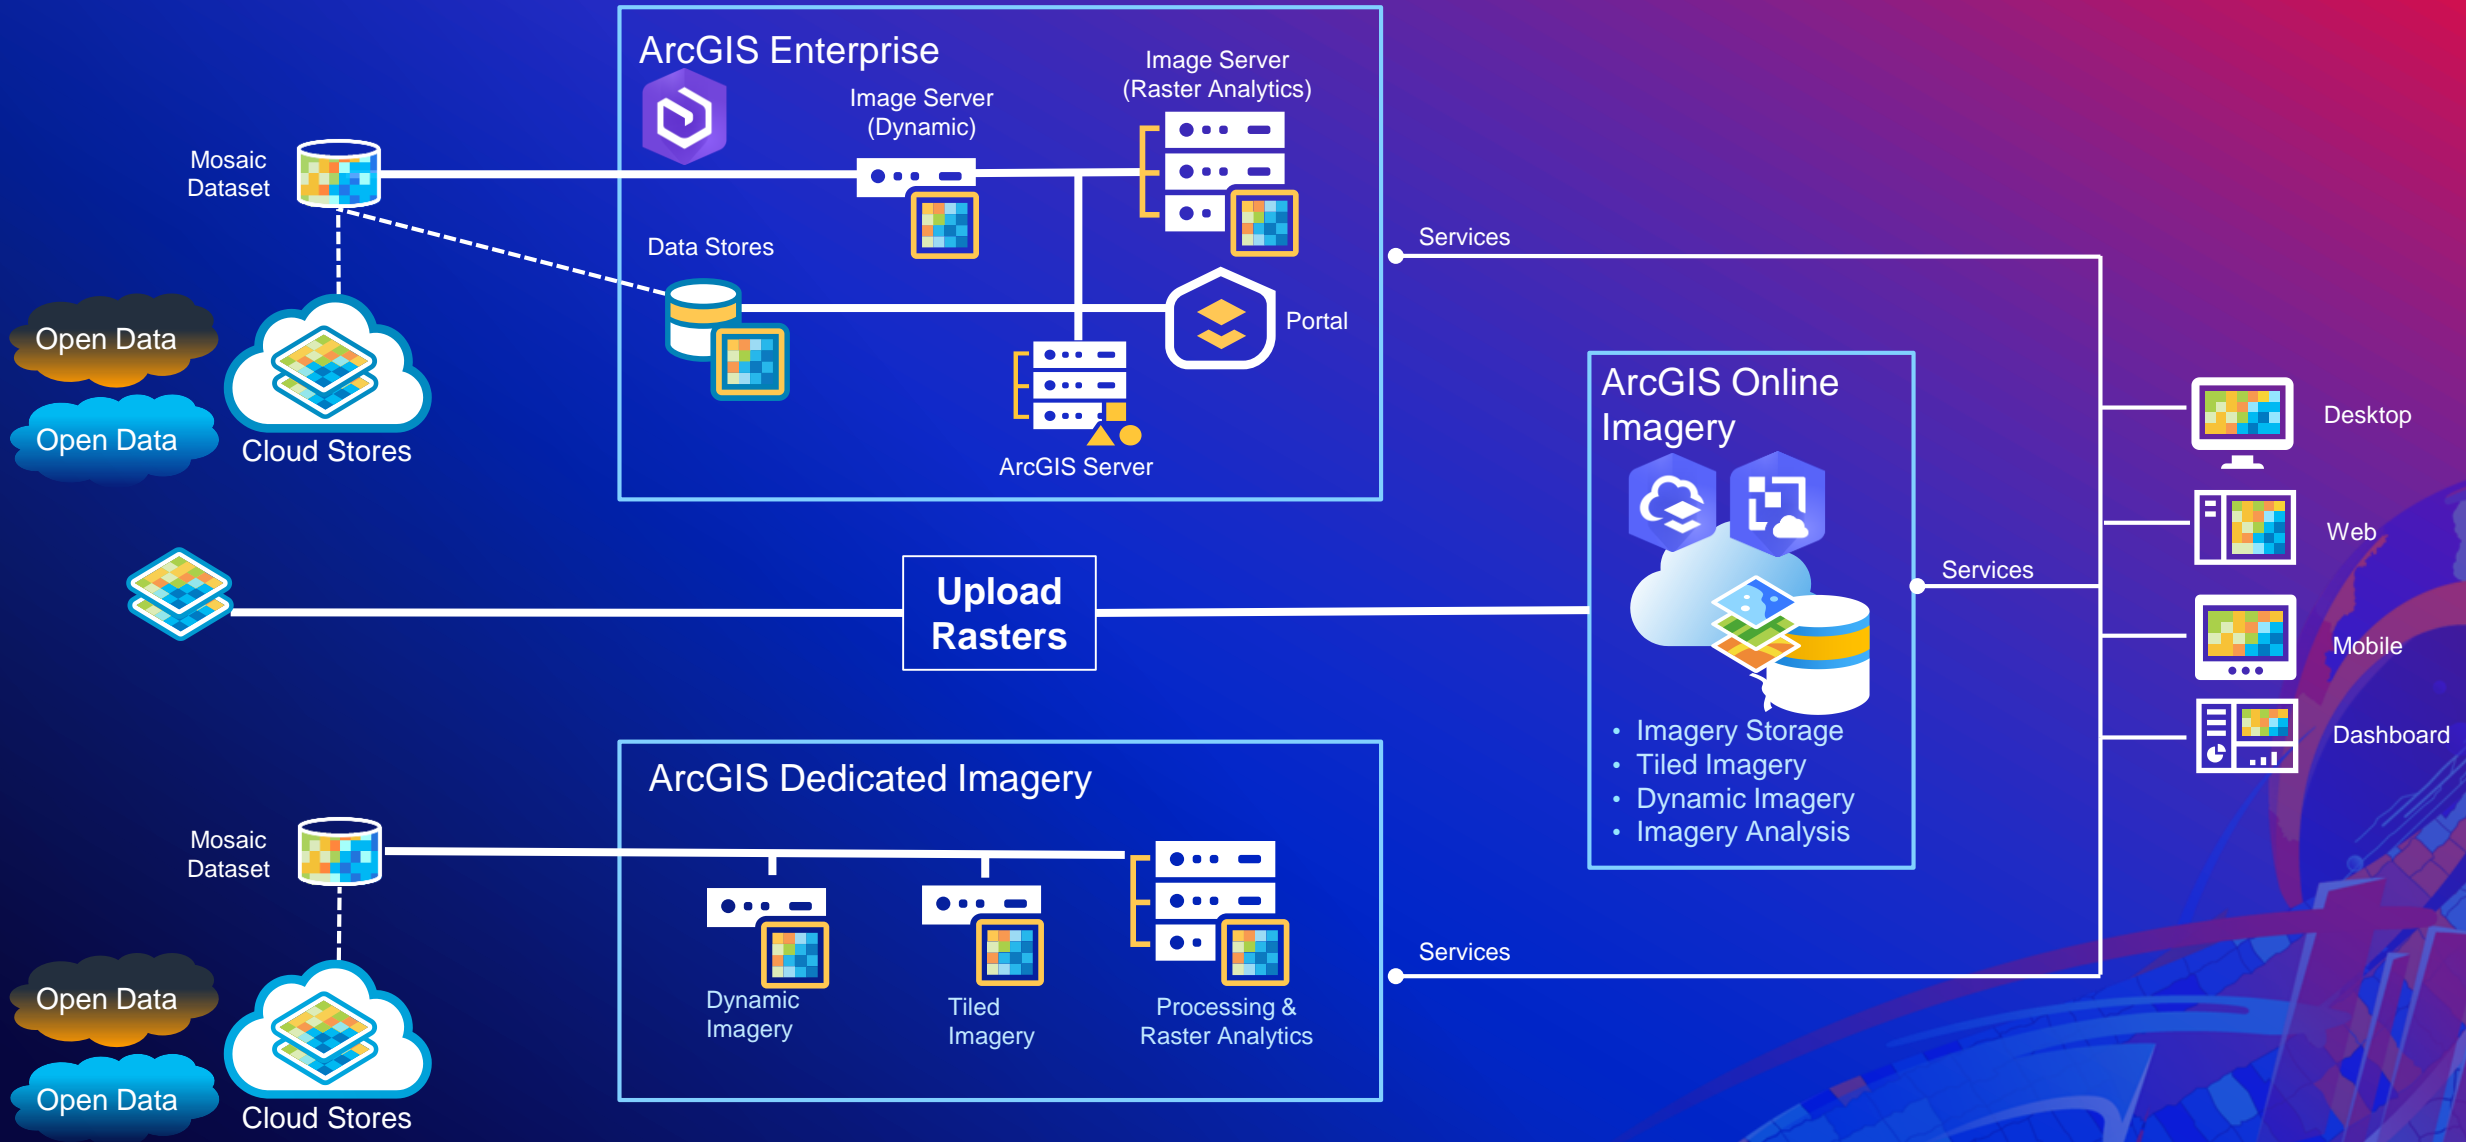 ArcGIS Enterprise
Image Server
(Dynamic)
Image Server
(Raster Analytics)
Mosaic
Dataset
Data Stores
Services
Portal
Open Data
Open Data
Cloud Stores
ArcGIS Server
ArcGIS Online
Imagery
Desktop
Web
Services
Upload
Rasters
Mobile
• Imagery Storage
• Tiled Imagery
• Dynamic Imagery
• Imagery Analysis
Dashboard
ArcGIS Dedicated Imagery
Mosaic
Dataset
Services
Open Data
Open Data
Cloud Stores
Dynamic
Imagery
Tiled
Imagery
Processing &
Raster Analytics